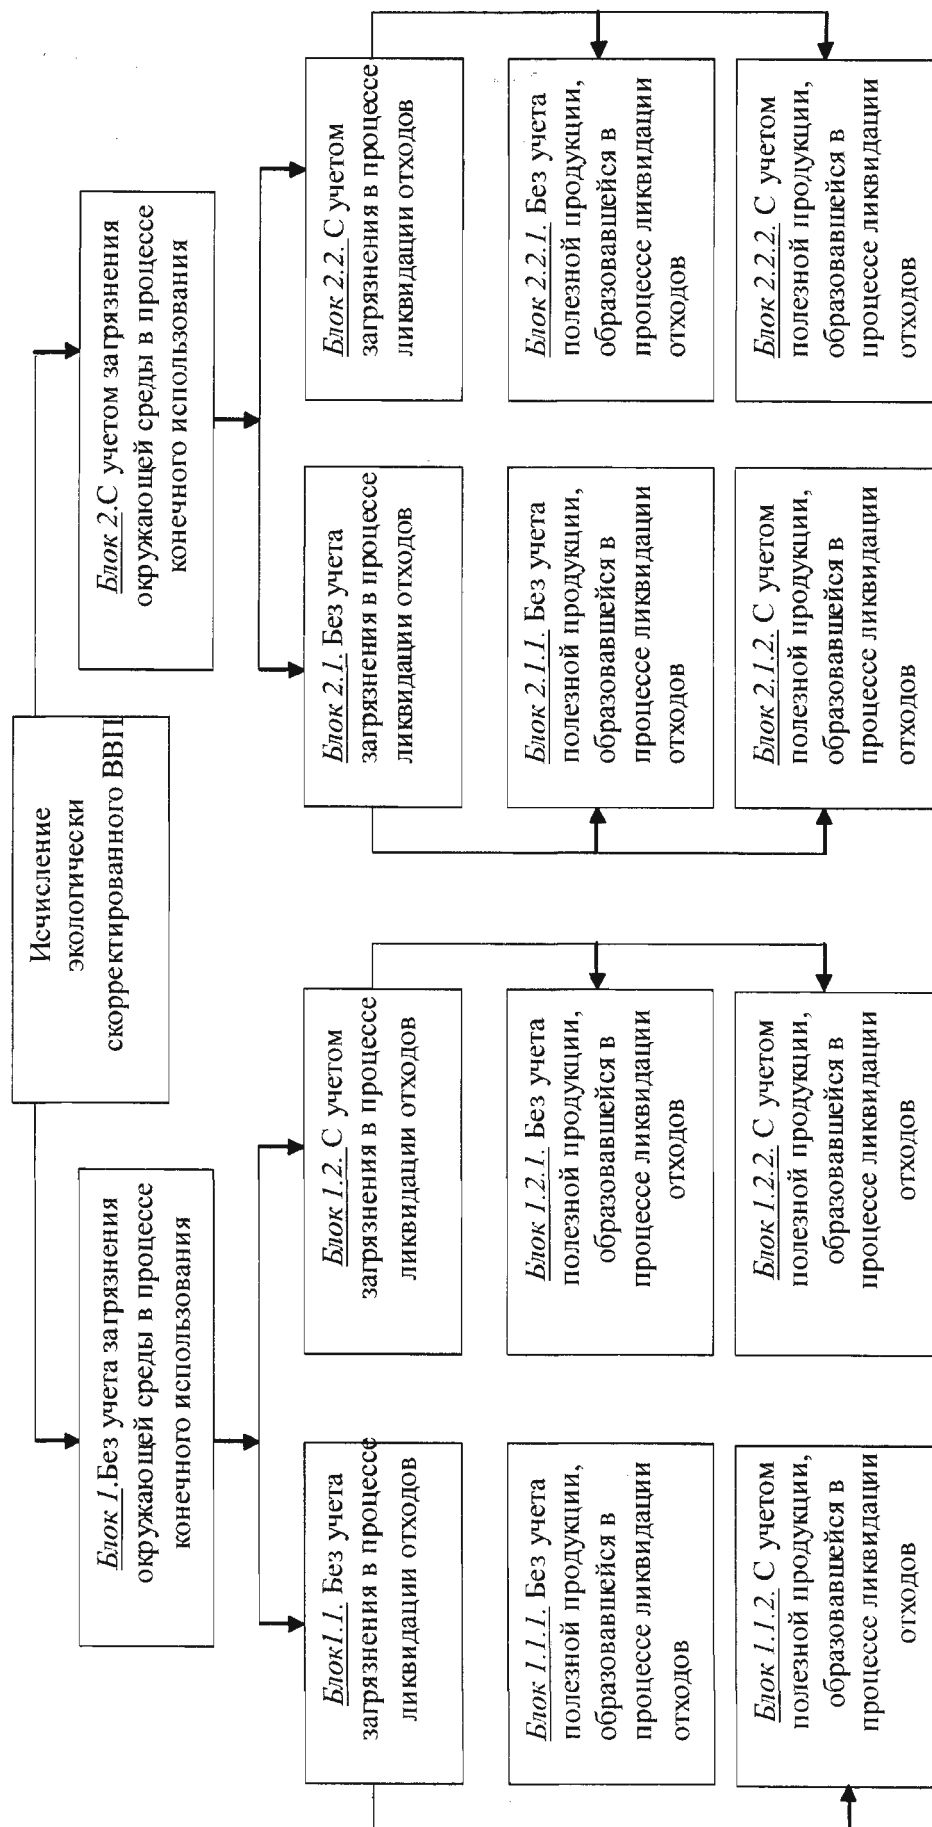 Исчисление
экологически
скорректированного ВВП
Блок 1.Без учета загрязнения
окружающей среды в процессе
конечного использования
Блок 2.С учетом загрязнения
окружающей среды в процессе
конечного использования
Блок1.1. Без учета
загрязнения в процессе
ликвидации отходов
Блок 1.2. С учетом
загрязнения в процессе
ликвидации отходов
Блок 2.1. Без учета
загрязнения в процессе
ликвидации отходов
Блок 2.2. С учетом
загрязнения в процессе
ликвидации отходов
Блок 1.1.1. Без учета
полезной продукции,
образовавшейся в
процессе ликвидации
отходов
Блок 1.2.1. Без учета
полезной продукции,
образовавшейся в
процессе ликвидации
отходов
Блок 2.1.1. Без учета
полезной продукции,
образовавшейся в
процессе ликвидации
отходов
Блок 2.2.1. Без учета
полезной продукции,
образовавшейся в
процессе ликвидации
отходов
Блок 1.1.2. С учетом
полезной продукции,
образовавшейся в
процессе ликвидации
отходов
Блок 1.2.2. С учетом
полезной продукции,
образовавшейся в
процессе ликвидации
отходов
Блок 2.1.2. С учетом
полезной продукции,
образовавшейся в
процессе ликвидации
отходов
Блок 2.2.2. С учетом
полезной продукции,
образовавшейся в
процессе ликвидации
отходов